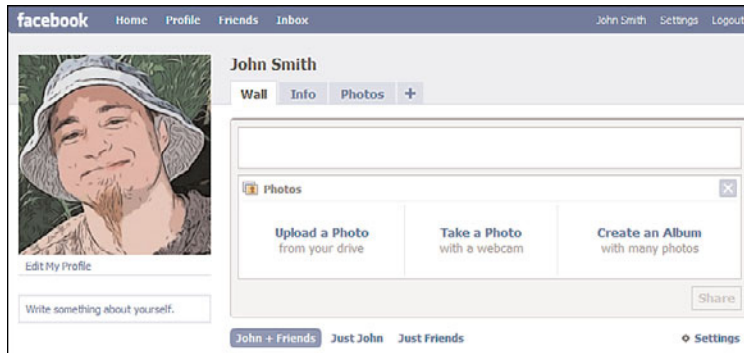 facebook Home Profile Friends Inbox John Smith Settings Logout
John Smith
Wall Info Photos +
Photos
Upload a Photo Take a Photo Create an Album
from your drive with a webcam with many photos
Edit My Profile
Share
Write something about yourself.
John + Friends Just John Just Friends Settings